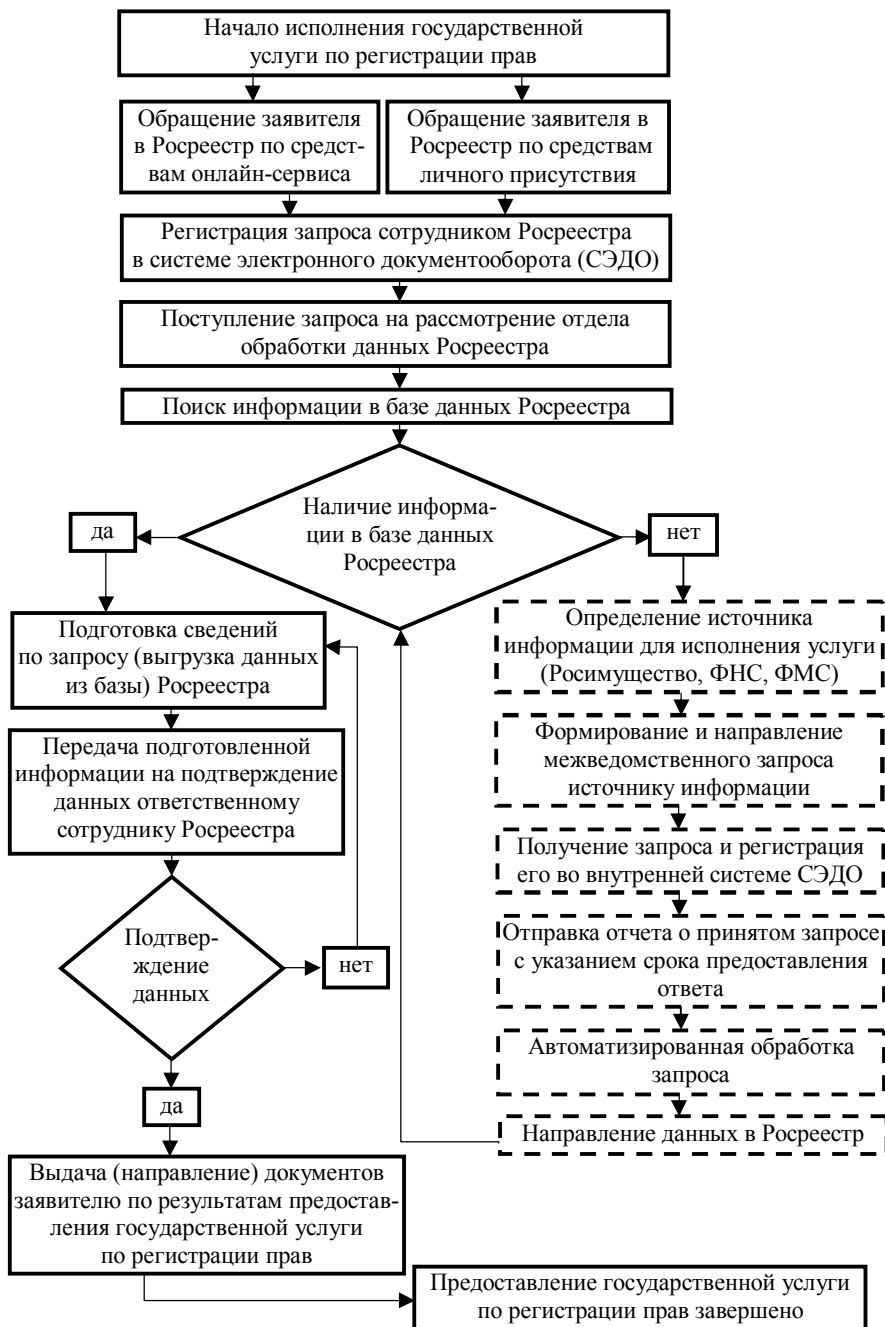 Начало исполнения государственной
услуги по регистрации прав
Обращение заявителя
в Росреестр по средст-
вам онлайн-сервиса
Обращение заявителя в
Росреестр по средствам
личного присутствия
Регистрация запроса сотрудником Росреестра
в системе электронного документооборота (СЭДО)
Поступление запроса на рассмотрение отдела
обработки данных Росреестра
Поиск информации в базе данных Росреестра
Наличие информа-
ции в базе данных
Росреестра
да
нет
Подготовка сведений
по запросу (выгрузка данных
из базы) Росреестра
Передача подготовленной
информации на подтверждение
данных ответственному
сотруднику Росреестра
Подтвер-
ждение
данных
нет
да
Выдача (направление) документов
заявителю по результатам предостав-
ления государственной услуги
по регистрации прав
Определение источника
информации для исполнения услуги
(Росимущество, ФНС, ФМС)
Формирование и направление
межведомственного запроса
источнику информации
Получение запроса и регистрация
его во внутренней системе СЭДО
Отправка отчета о принятом запросе
с указанием срока предоставления
ответа
Автоматизированная обработка
запроса
Направление данных в Росреестр
Предоставление государственной услуги
по регистрации прав завершено